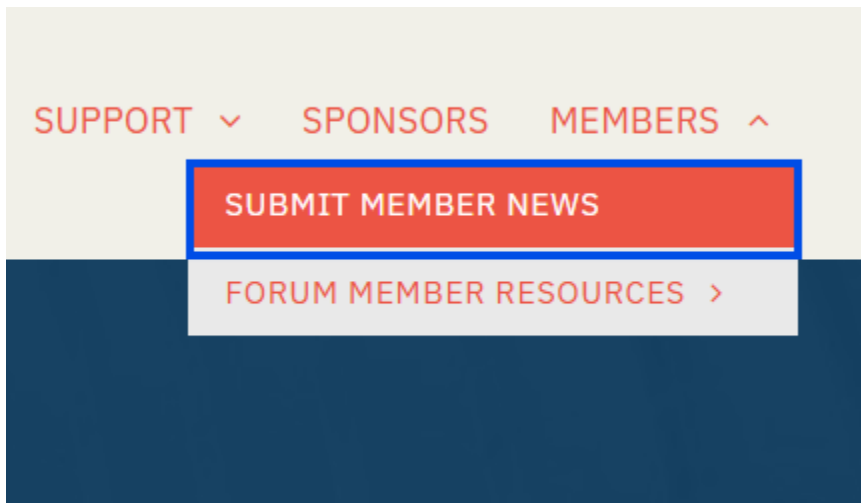 SUPPORT SPONSORS MEMBERS
SUBMIT MEMBER NEWS
FORUM MEMBER RESOURCES >